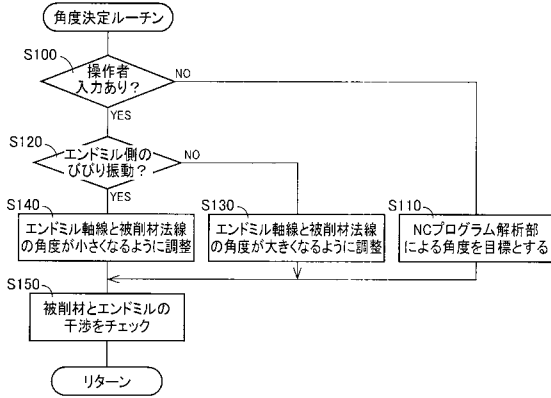 角度決定ルーチン
S100
操作者
入力あり?
NO
YES
S120
エンドミル側の
びびり振動?
NO
YES
S140
エンドミル軸線と被削材法線
の角度が小さくなるように調整
S130
エンドミル軸線と被削材法線
の角度が大きくなるように調整
S110
NCプログラム解析部
による角度を目標とする
S150
被削材とエンドミルの
干渉をチェック
リターン